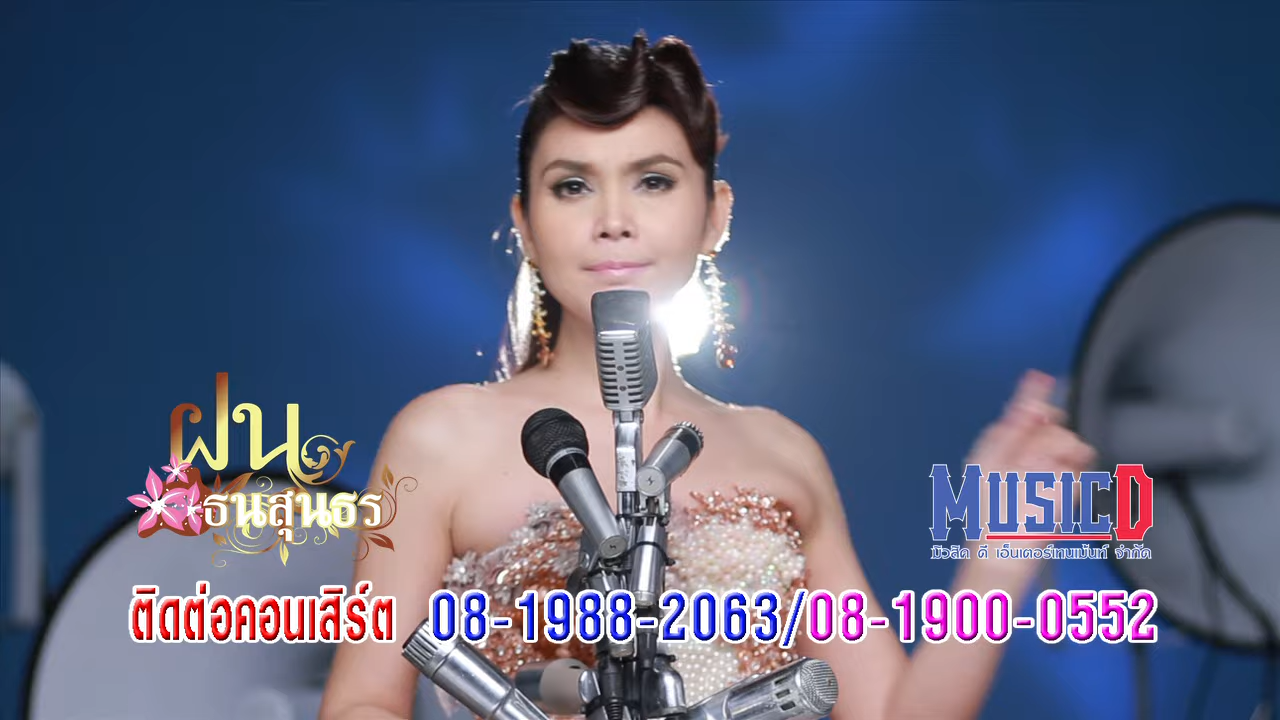 ฝน
ธนสุนธร
MUSICD
มิวสิค ดี เอ็นเตอร์เทนเม้นท์ จำกัด
ติดต่อคอนเสิร์ต 08-1988-2063/08-1900-0552